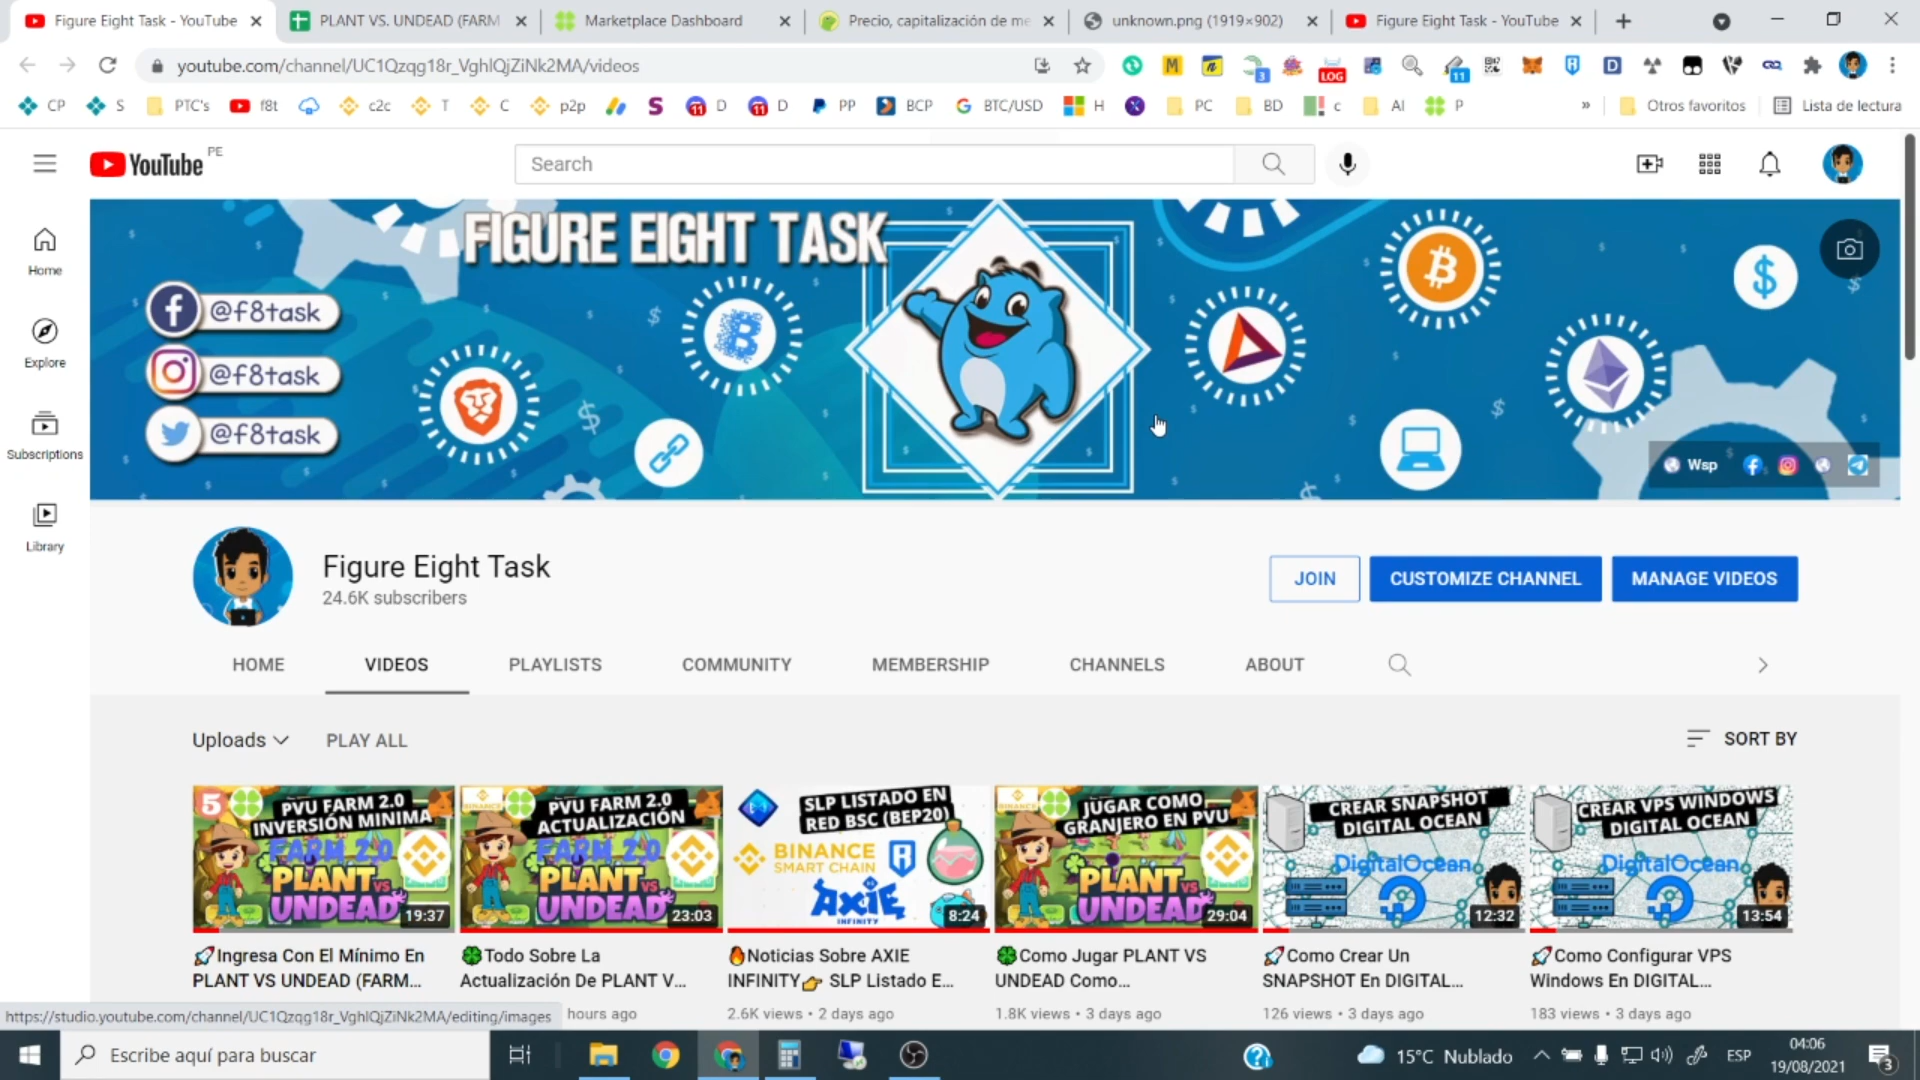 Figure Eight Task - YouTube
PLANT VS. UNDEAD (FARM
Marketplace Dashboard
Precio, capitalización de me
unknown.png (1919×902)
Figure Eight Task - YouTube
youtube.com/channel/UC1Qzqg18r_VghlQjZiNk2MA/videos
3
LOG
11
CP
S
PTC's
f8t
c2c
T
C
p2p
S
11 D
11 D
PP
BCP
BTC/USD
H
PC
BD
c
AI
P
»
Otros favoritos
Lista de lectura
YouTube PE
Search
Home
Explore
Subscriptions
Library
FIGURE EIGHT TASK
@f8task
@f8task
@f8task
Wsp
Figure Eight Task
24.6K subscribers
JOIN
CUSTOMIZE CHANNEL
MANAGE VIDEOS
HOME
VIDEOS
PLAYLISTS
COMMUNITY
MEMBERSHIP
CHANNELS
ABOUT
Uploads
PLAY ALL
SORT BY
5
PVU FARM 2.0
INVERSIÓN MINIMA
FARM 2.0
PLANT VS
UNDEAD
19:37
BINANCE
PVU FARM 2.0
ACTUALIZACIÓN
FARM 2.0
PLANT VS
UNDEAD
23:03
SLP LISTADO EN
RED BSC (BEP20)
BINANCE
SMART CHAIN
AXIE
INFINITY
8:24
BINANCE
JUGAR COMO
GRANJERO EN PVU
PLANT VS
UNDEAD
29:04
CREAR SNAPSHOT
DIGITAL OCEAN
DigitalOcean
12:32
CREAR VPS WINDOWS
DIGITAL OCEAN
DigitalOcean
13:54
🚀Ingresa Con El Mínimo En
PLANT VS UNDEAD (FARM...
🍀Todo Sobre La
Actualización De PLANT V...
🔥Noticias Sobre AXIE
INFINITY👉 SLP Listado E...
🍀Como Jugar PLANT VS
UNDEAD Como...
🚀Como Crear Un
SNAPSHOT En DIGITAL...
🚀Como Configurar VPS
Windows En DIGITAL...
https://studio.youtube.com/channel/UC1Qzqg18r_VghlQjZiNk2MA/editing/images
hours ago
2.6K views • 2 days ago
1.8K views • 3 days ago
126 views • 3 days ago
183 views • 3 days ago
Escribe aquí para buscar
15°C Nublado
ESP
04:06
19/08/2021
3